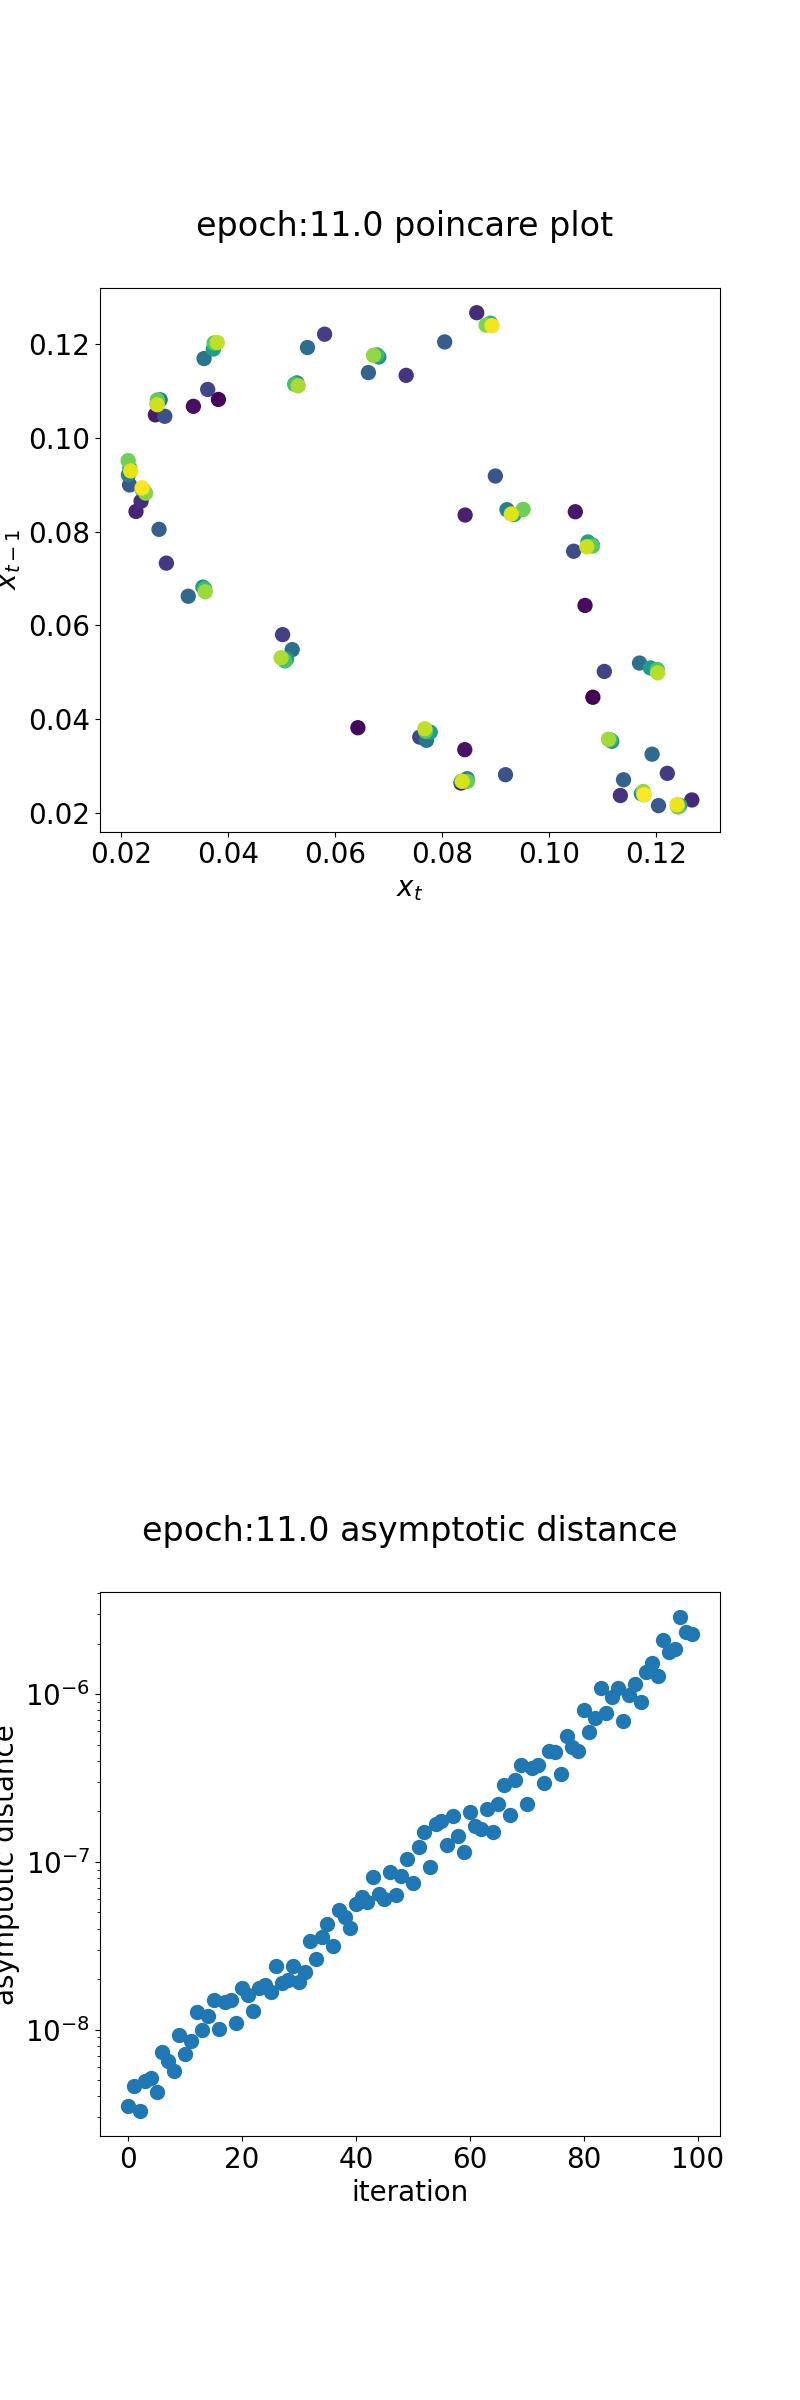 epoch:11.0 poincare plot
0.12
0.10
0.08
0.06
0.04
0.02
x_{t-1}
0.02 0.04 0.06 0.08 0.10 0.12
x_t
epoch:11.0 asymptotic distance
10^{-6}
10^{-7}
10^{-8}
asymptotic distance
0 20 40 60 80 100
iteration